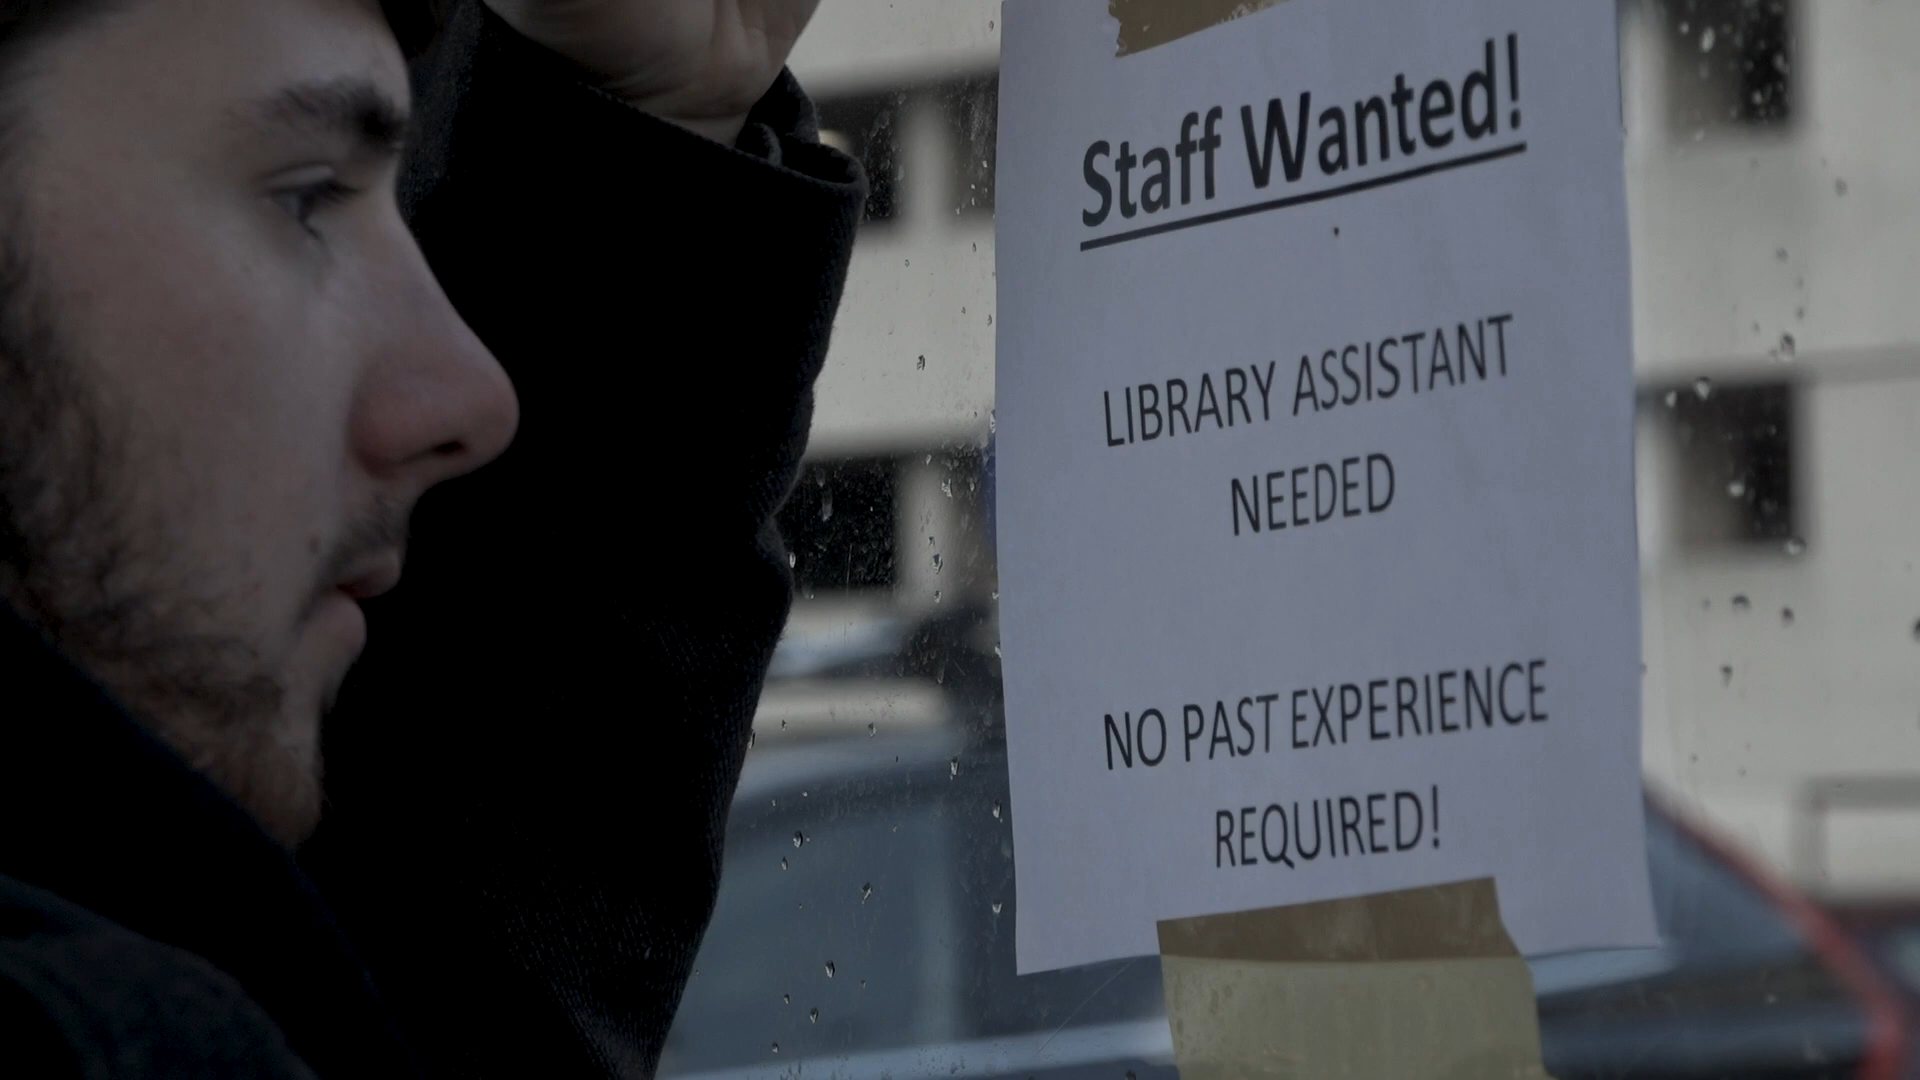 Staff Wanted!
LIBRARY ASSISTANT
NEEDED
NO PAST EXPERIENCE
REQUIRED!